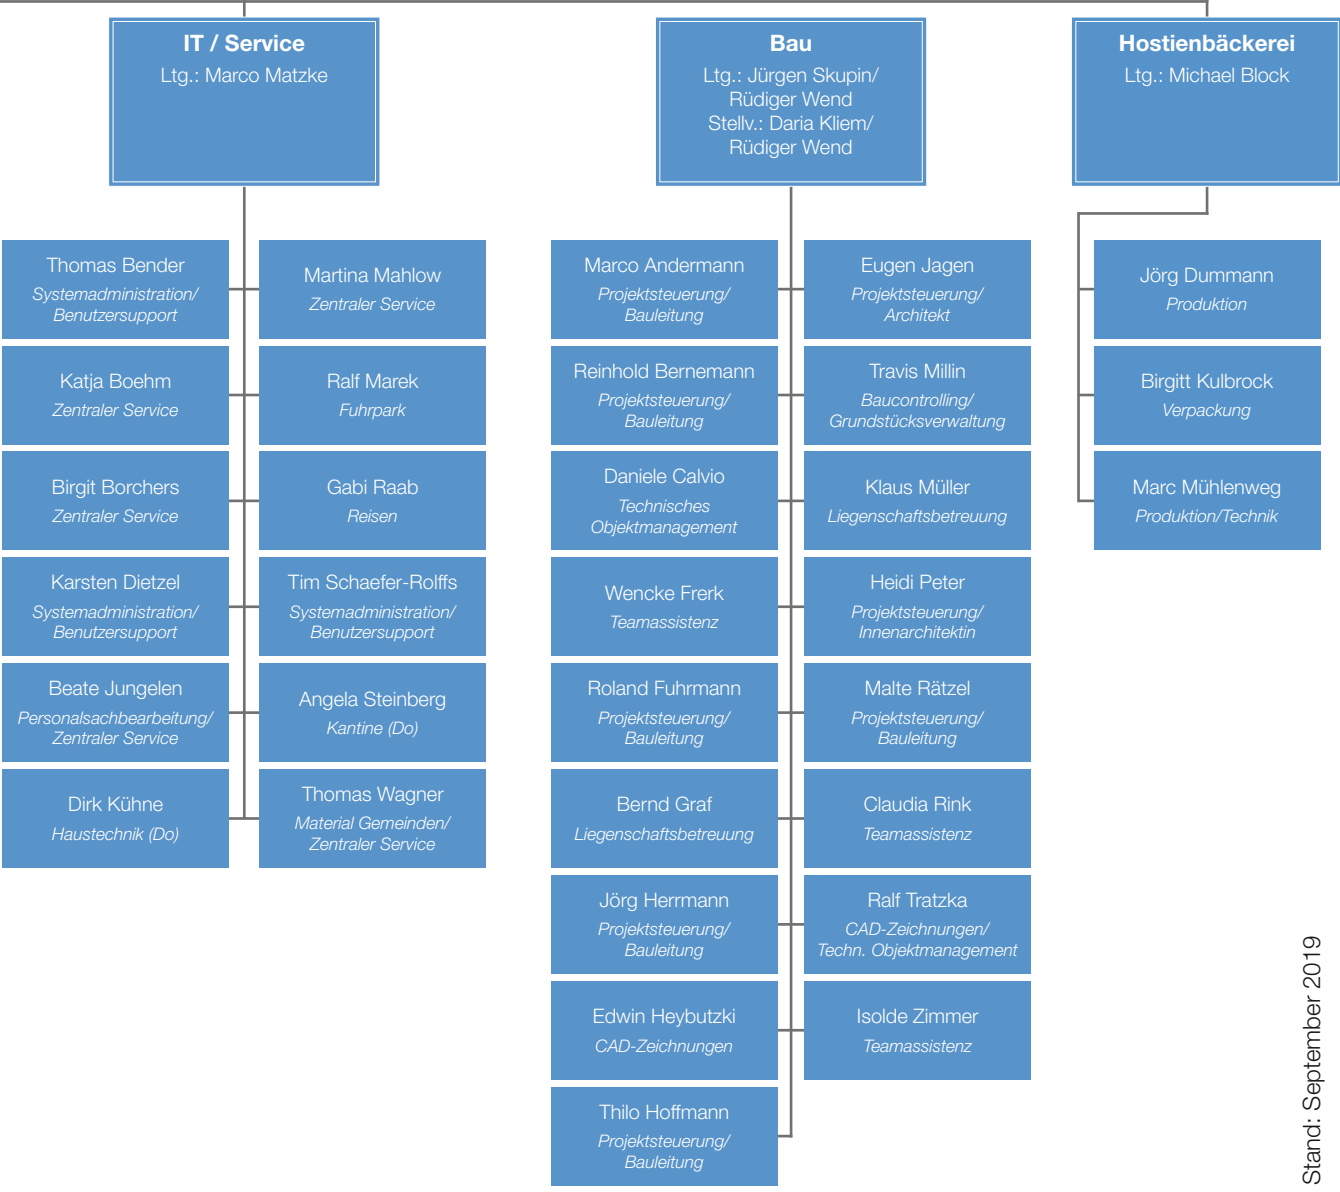 IT / Service
Ltg.: Marco Matzke
Thomas Bender
Systemadministration/
Benutzersupport
Martina Mahlow
Zentraler Service
Katja Boehm
Zentraler Service
Ralf Marek
Fuhrpark
Birgit Borchers
Zentraler Service
Gabi Raab
Reisen
Karsten Dietzel
Systemadministration/
Benutzersupport
Tim Schaefer-Rolffs
Systemadministration/
Benutzersupport
Beate Jungelen
Personalsachbearbeitung/
Zentraler Service
Angela Steinberg
Kantine (Do)
Dirk Kühne
Haustechnik (Do)
Thomas Wagner
Material Gemeinden/
Zentraler Service
Bau
Ltg.: Jürgen Skupin/
Rüdiger Wend
Stellv.: Daria Kliem/
Rüdiger Wend
Marco Andermann
Projektsteuerung/
Bauleitung
Eugen Jagen
Projektsteuerung/
Architekt
Reinhold Bernemann
Projektsteuerung/
Bauleitung
Travis Millin
Baucontrolling/
Grundstücksverwaltung
Daniele Calvio
Technisches
Objektmanagement
Klaus Müller
Liegenschaftsbetreuung
Wencke Frerk
Teamassistenz
Heidi Peter
Projektsteuerung/
Innenarchitektin
Roland Fuhrmann
Projektsteuerung/
Bauleitung
Malte Rätzel
Projektsteuerung/
Bauleitung
Bernd Graf
Liegenschaftsbetreuung
Claudia Rink
Teamassistenz
Jörg Herrmann
Projektsteuerung/
Bauleitung
Ralf Tratzka
CAD-Zeichnungen/
Techn. Objektmanagement
Edwin Heybutzki
CAD-Zeichnungen
Isolde Zimmer
Teamassistenz
Thilo Hoffmann
Projektsteuerung/
Bauleitung
Hostienbäckerei
Ltg.: Michael Block
Jörg Dummann
Produktion
Birgitt Kulbrock
Verpackung
Marc Mühlenweg
Produktion/Technik
Stand: September 2019